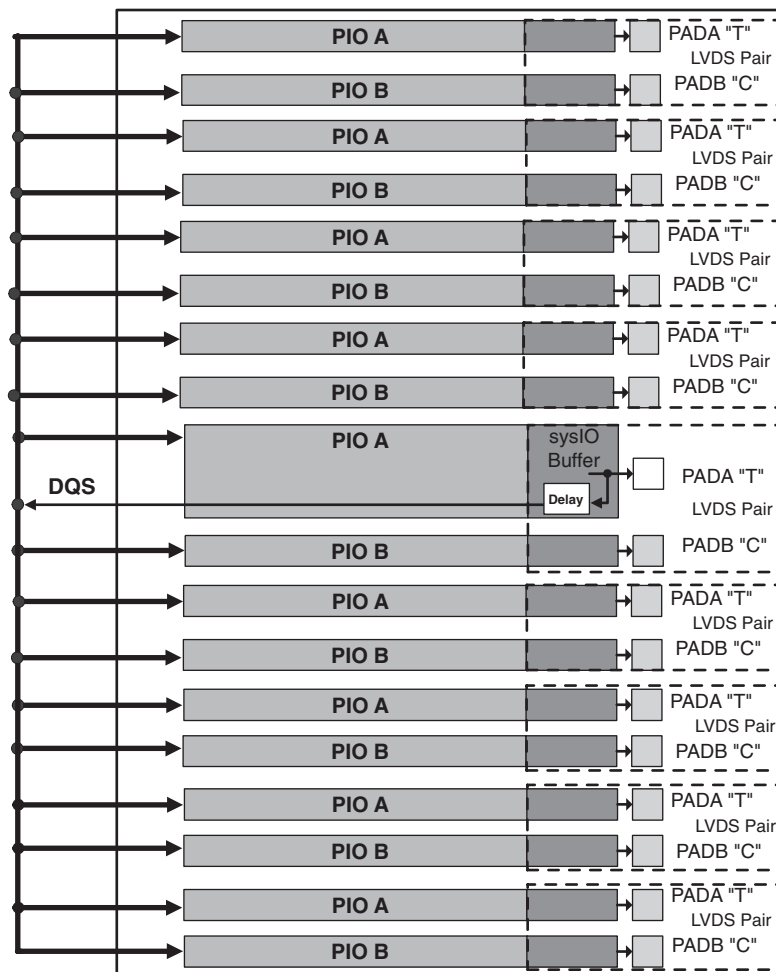 PIO A
PADA "T"
LVDS Pair
PIO B
PADB "C"
PIO A
PADA "T"
LVDS Pair
PIO B
PADB "C"
PIO A
PADA "T"
LVDS Pair
PIO B
PADB "C"
PIO A
PADA "T"
LVDS Pair
PIO B
PADB "C"
PIO A
sysIO
Buffer
PADA "T"
DQS
Delay
LVDS Pair
PIO B
PADB "C"
PIO A
PADA "T"
LVDS Pair
PIO B
PADB "C"
PIO A
PADA "T"
LVDS Pair
PIO B
PADB "C"
PIO A
PADA "T"
LVDS Pair
PIO B
PADB "C"
PIO A
PADA "T"
LVDS Pair
PIO B
PADB "C"